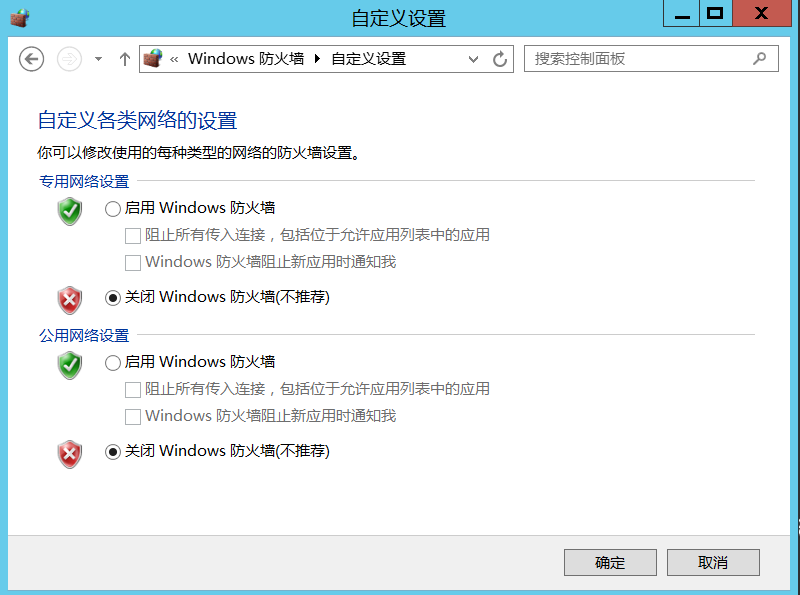 自定义设置
« Windows 防火墙 ▸ 自定义设置
搜索控制面板
自定义各类网络的设置
你可以修改使用的每种类型的网络的防火墙设置。
专用网络设置
启用 Windows 防火墙
阻止所有传入连接，包括位于允许应用列表中的应用
Windows 防火墙阻止新应用时通知我
关闭 Windows 防火墙(不推荐)
公用网络设置
启用 Windows 防火墙
阻止所有传入连接，包括位于允许应用列表中的应用
Windows 防火墙阻止新应用时通知我
关闭 Windows 防火墙(不推荐)
确定
取消